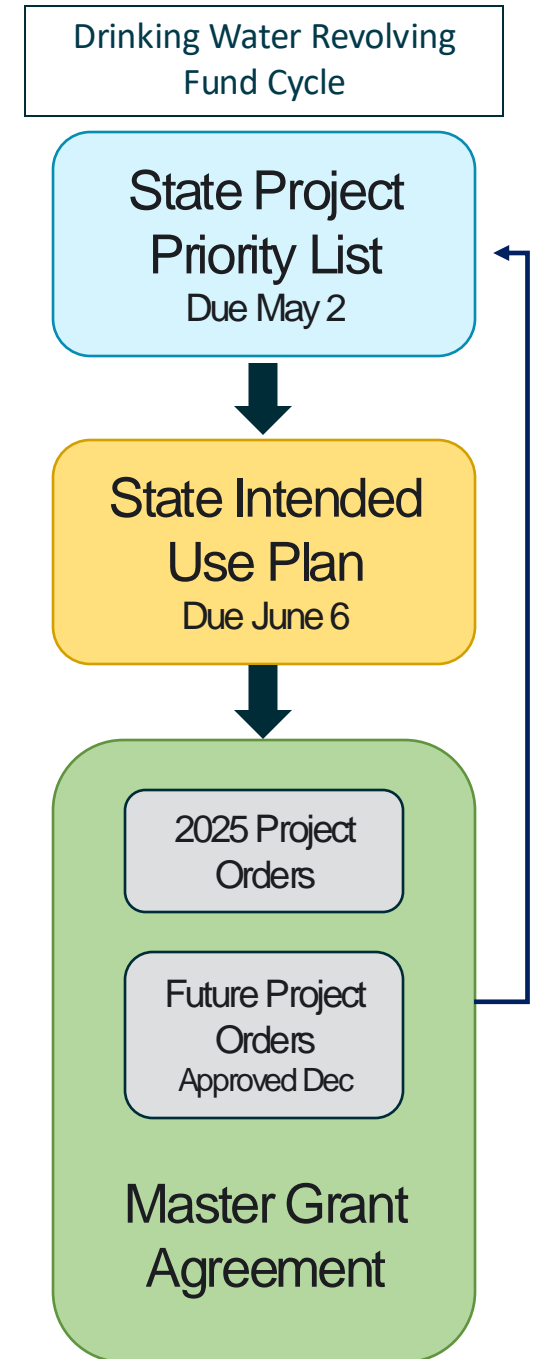 Drinking Water Revolving
Fund Cycle
State Project
Priority List
Due May 2
State Intended
Use Plan
Due June 6
2025 Project
Orders
Future Project
Orders
Approved Dec
Master Grant
Agreement